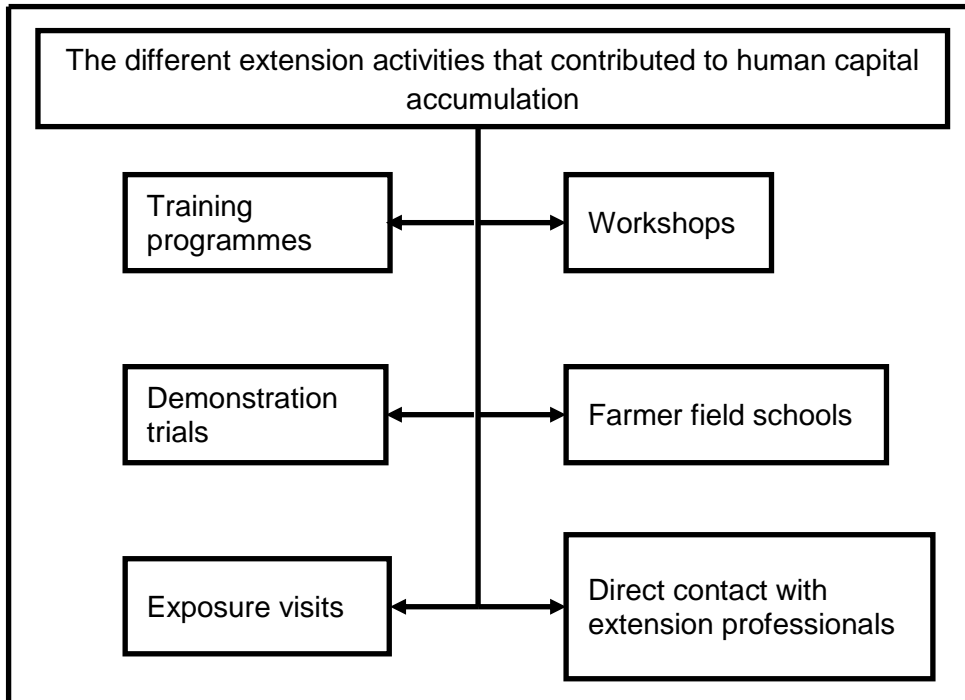 The different extension activities that contributed to human capital
accumulation
Training
programmes
Workshops
Demonstration
trials
Farmer field schools
Exposure visits
Direct contact with
extension professionals